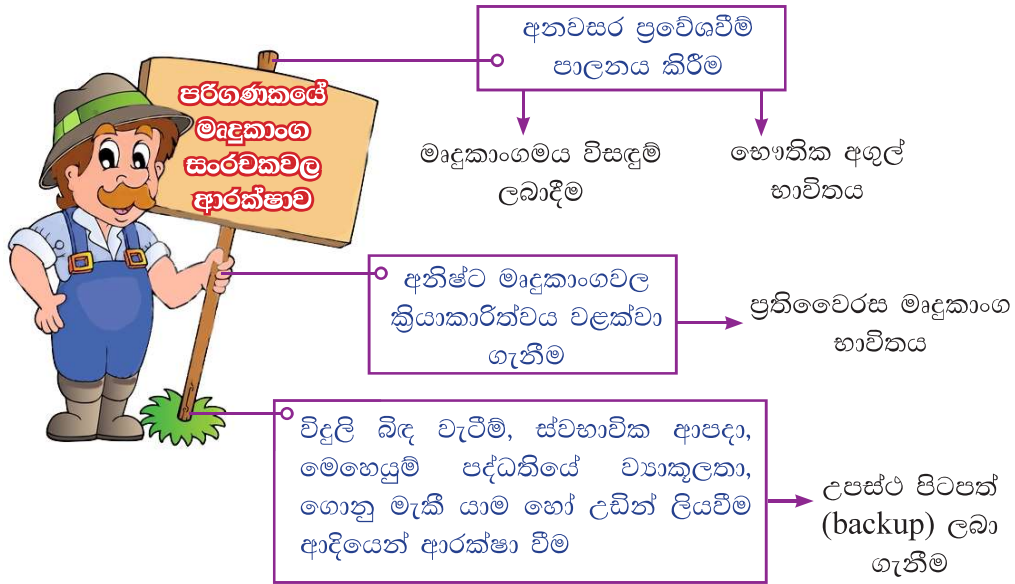 අනවසර ප්‍රවේශවීම්
පාලනය කිරීම
පරිගණකයේ
මෘදුකාංග
සංරචකවල
ආරක්ෂාව
මෘදුකාංගමය විසඳුම්
ලබාදීම
භෞතික අගුල්
භාවිතය
අනිෂ්ට මෘදුකාංගවල
ක්‍රියාකාරිත්වය වළක්වා
ගැනීම
ප්‍රතිවෛරස මෘදුකාංග
භාවිතය
විදුලි බිඳ වැටීම්, ස්වභාවික ආපදා,
මෙහෙයුම් පද්ධතියේ ව්‍යාකූලතා,
ගොනු මැකී යාම හෝ උඩින් ලියවීම
ආදියෙන් ආරක්ෂා වීම
උපස්ථ පිටපත්
(backup) ලබා
ගැනීම